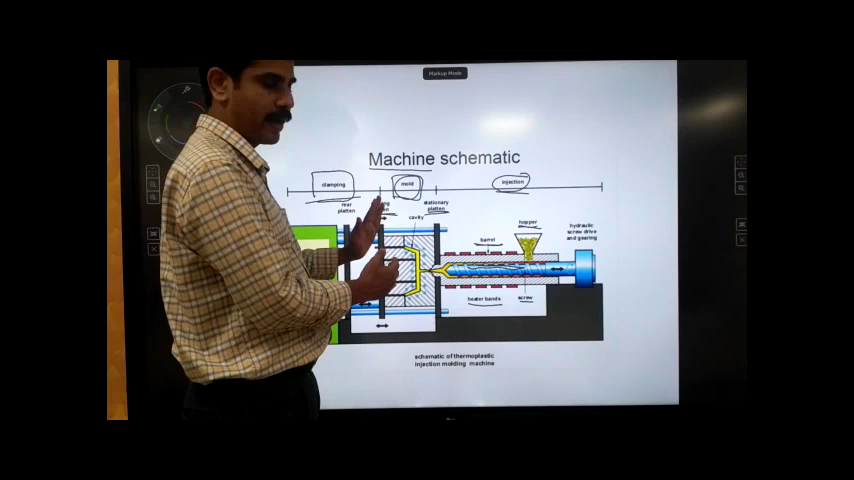 Markup Mode
Machine schematic
clamping
mold
injection
rear
platten
stationary
platten
cavity
barrel
hopper
hydraulic
screw drive
and gearing
heater bands
screw
schematic of thermoplastic
injection molding machine